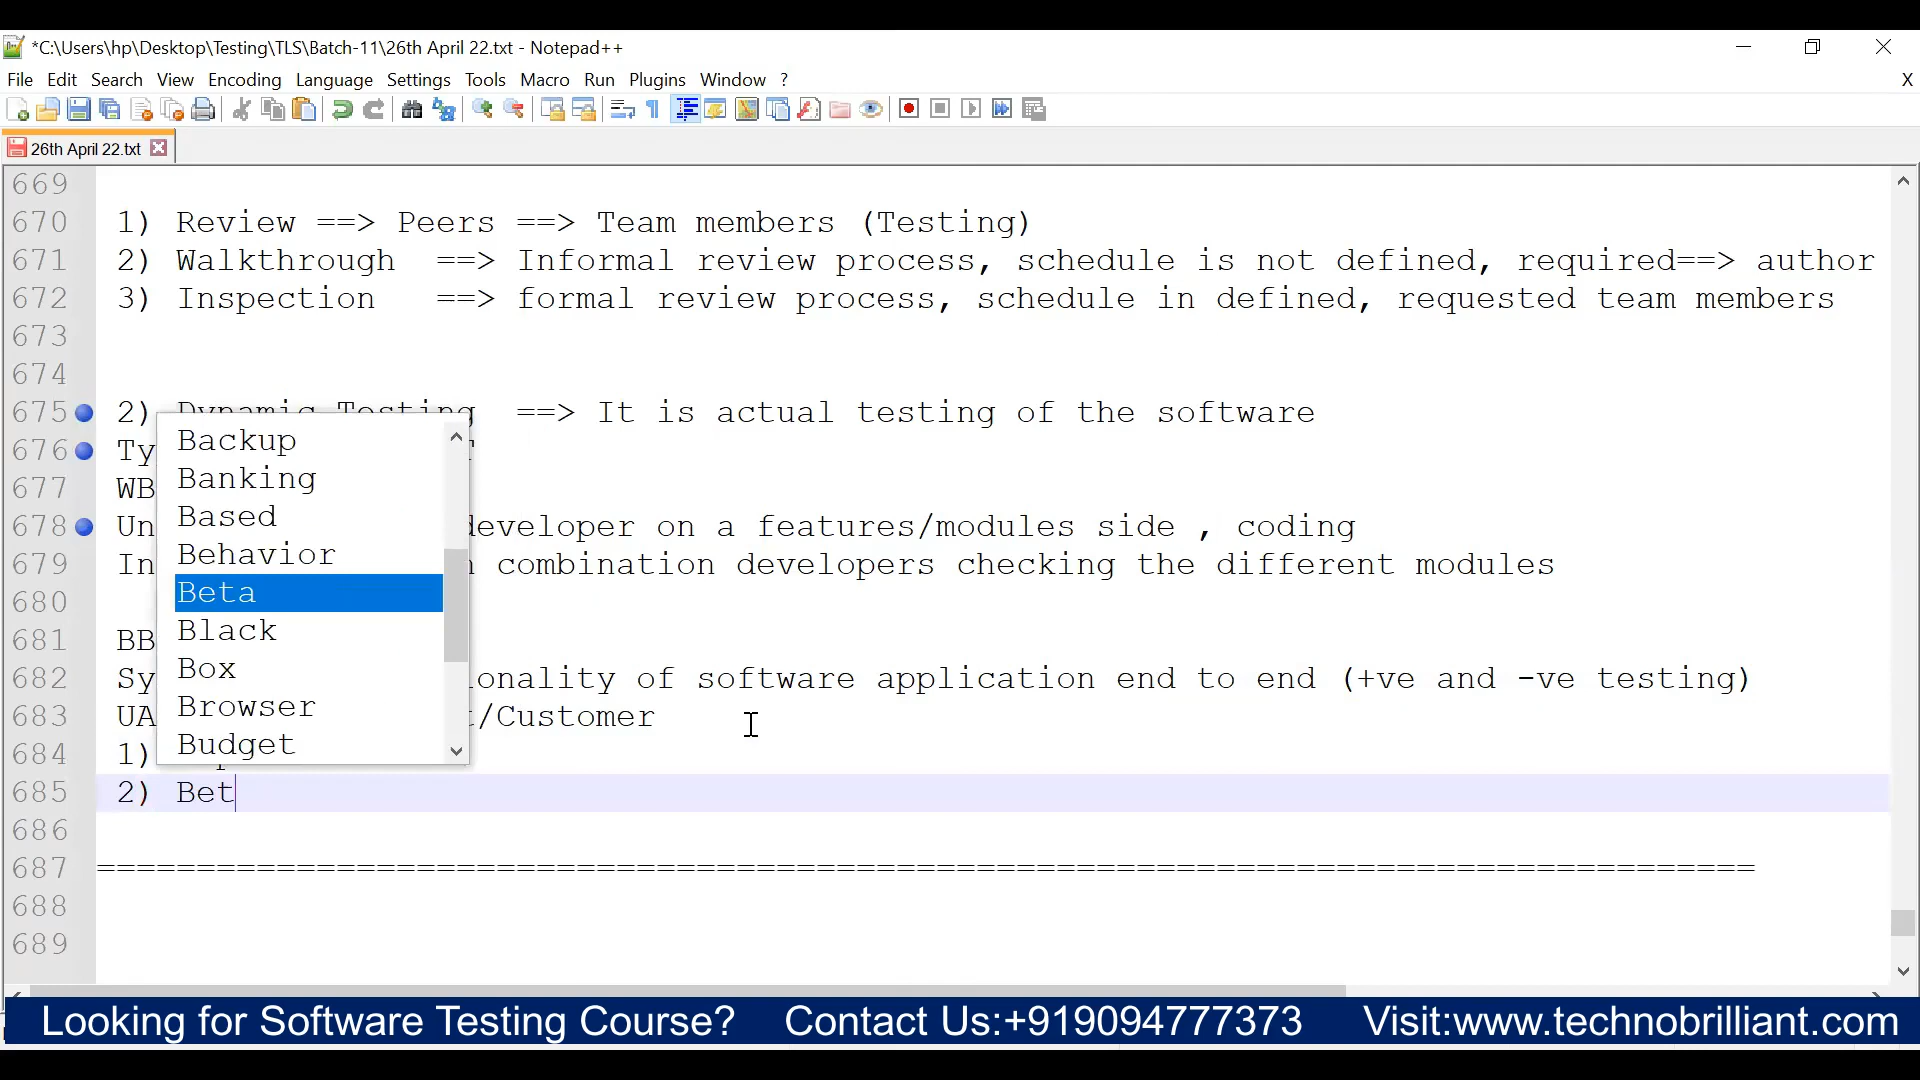 *C:\Users\hp\Desktop\Testing\TLS\Batch-11\26th April 22.txt - Notepad++
File Edit Search View Encoding Language Settings Tools Macro Run Plugins Window ? X
26th April 22.txt
669
670 1) Review ==> Peers ==> Team members (Testing)
671 2) Walkthrough ==> Informal review process, schedule is not defined, required==> author
672 3) Inspection ==> formal review process, schedule in defined, requested team members
673
674
675 2) Dynamic Testing ==> It is actual testing of the software
676 Ty
677 WB
678 Un developer on a features/modules side , coding
679 In combination developers checking the different modules
680
681 BB
682 Sy ionality of software application end to end (+ve and -ve testing)
683 UA t/Customer
684 1)
685 2) Bet
686
687 ===================================================================================
688
689
Backup
Banking
Based
Behavior
Beta
Black
Box
Browser
Budget
Looking for Software Testing Course? Contact Us:+919094777373 Visit:www.technobrilliant.com